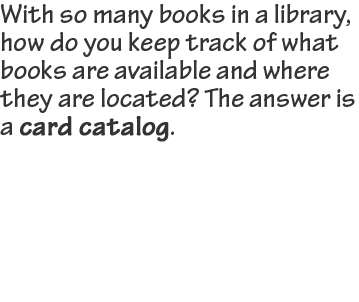 With so many books in a library,
how do you keep track of what
books are available and where
they are located? The answer is
a card catalog.